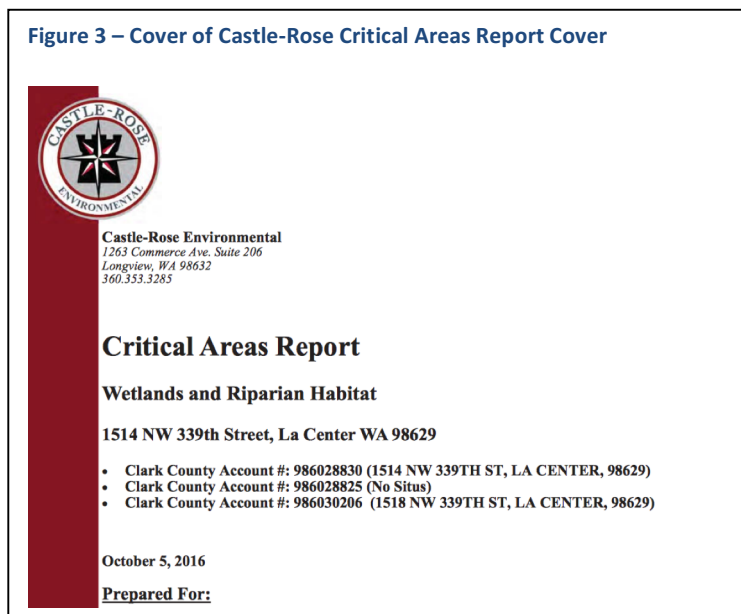 Figure 3 – Cover of Castle-Rose Critical Areas Report Cover
CASTLE-ROSE
ENVIRONMENTAL
Castle-Rose Environmental
1263 Commerce Ave. Suite 206
Longview, WA 98632
360.353.3285
Critical Areas Report
Wetlands and Riparian Habitat
1514 NW 339th Street, La Center WA 98629
• Clark County Account #: 986028830 (1514 NW 339TH ST, LA CENTER, 98629)
• Clark County Account #: 986028825 (No Situs)
• Clark County Account #: 986030206 (1518 NW 339TH ST, LA CENTER, 98629)
October 5, 2016
Prepared For: